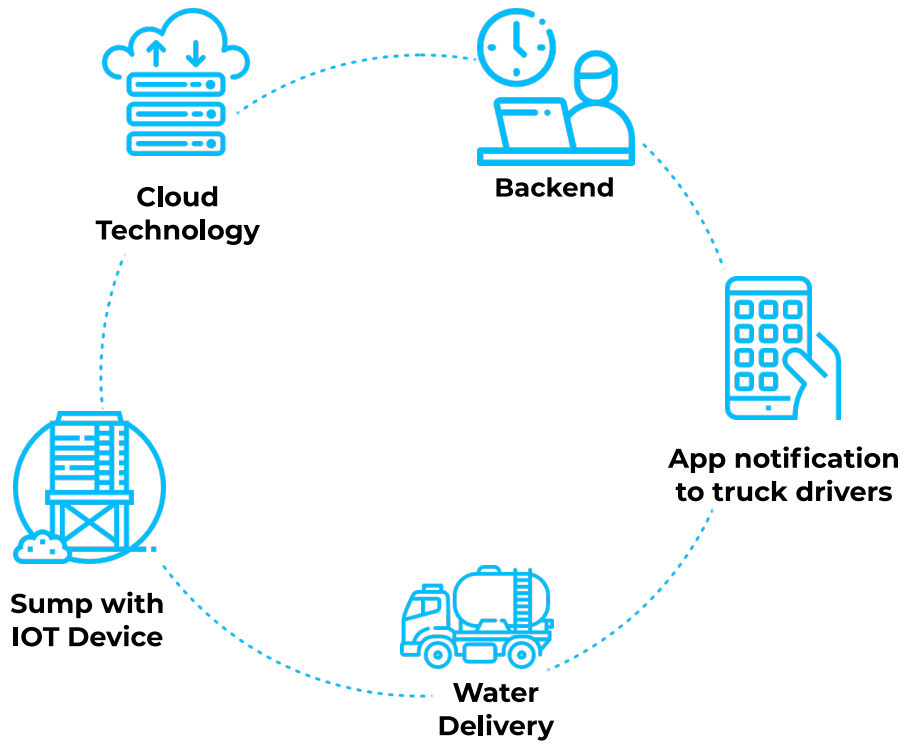 Cloud
Technology
Backend
App notification
to truck drivers
Sump with
IOT Device
Water
Delivery